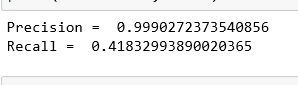 Precision =  0.9990272373540856
Recall =  0.41832993890020365